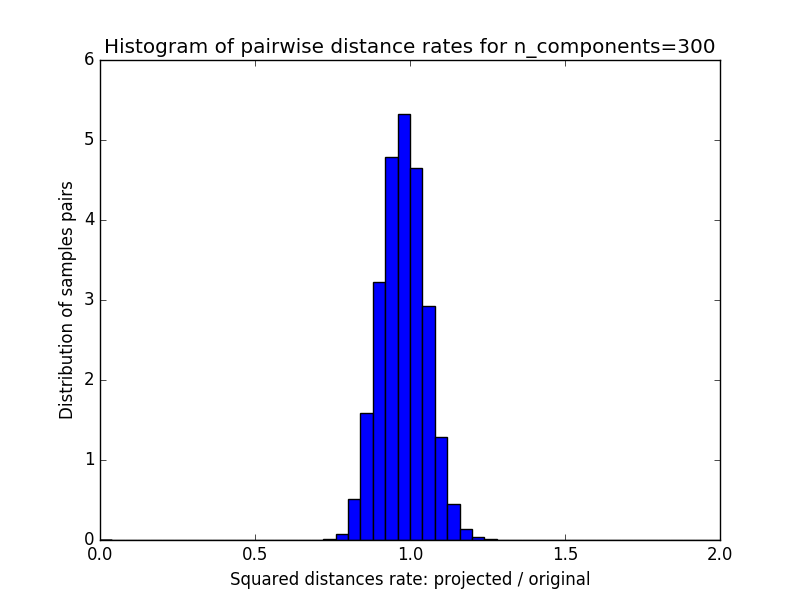 Histogram of pairwise distance rates for n_components=300
6
5
4
3
2
1
0
Distribution of samples pairs
0.0 0.5 1.0 1.5 2.0
Squared distances rate: projected / original